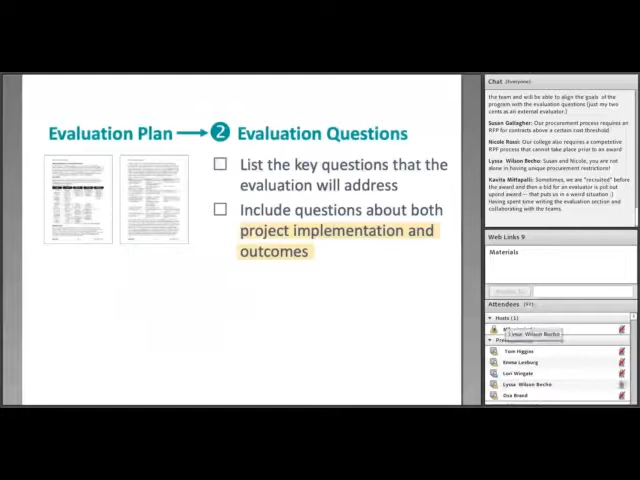 Evaluation Plan → 2 Evaluation Questions
☐ List the key questions that the
evaluation will address
☐ Include questions about both
project implementation and
outcomes
Chat (Everyone)
the team and will be able to align the goals of the
program with the evaluation questions (just my two
cents as an external evaluator.)
Susan Gallagher: Our procurement process requires an
RFP for contracts above a certain cost threshold
Nicole Rossi: Our college also requires a competetive
RFP process that cannot take place prior to an award
Lyssa Wilson Becho: Susan and Nicole, you are not
alone in having unique procurement restrictions!
Kavita Mittapalli: Sometimes, we are "recruited" before
the award and then a bid for an evaluator is put out
upond award— that puts us in a weird situation :)
Having spent time writing the evaluation section and
collaborating with the teams.
Web Links 9
Materials
Attendees
Hosts (1)
Wilson Becho
Tom Higgins
Emma Leeburg
Lori Wingate
Lyssa Wilson Becho
Osa Brand